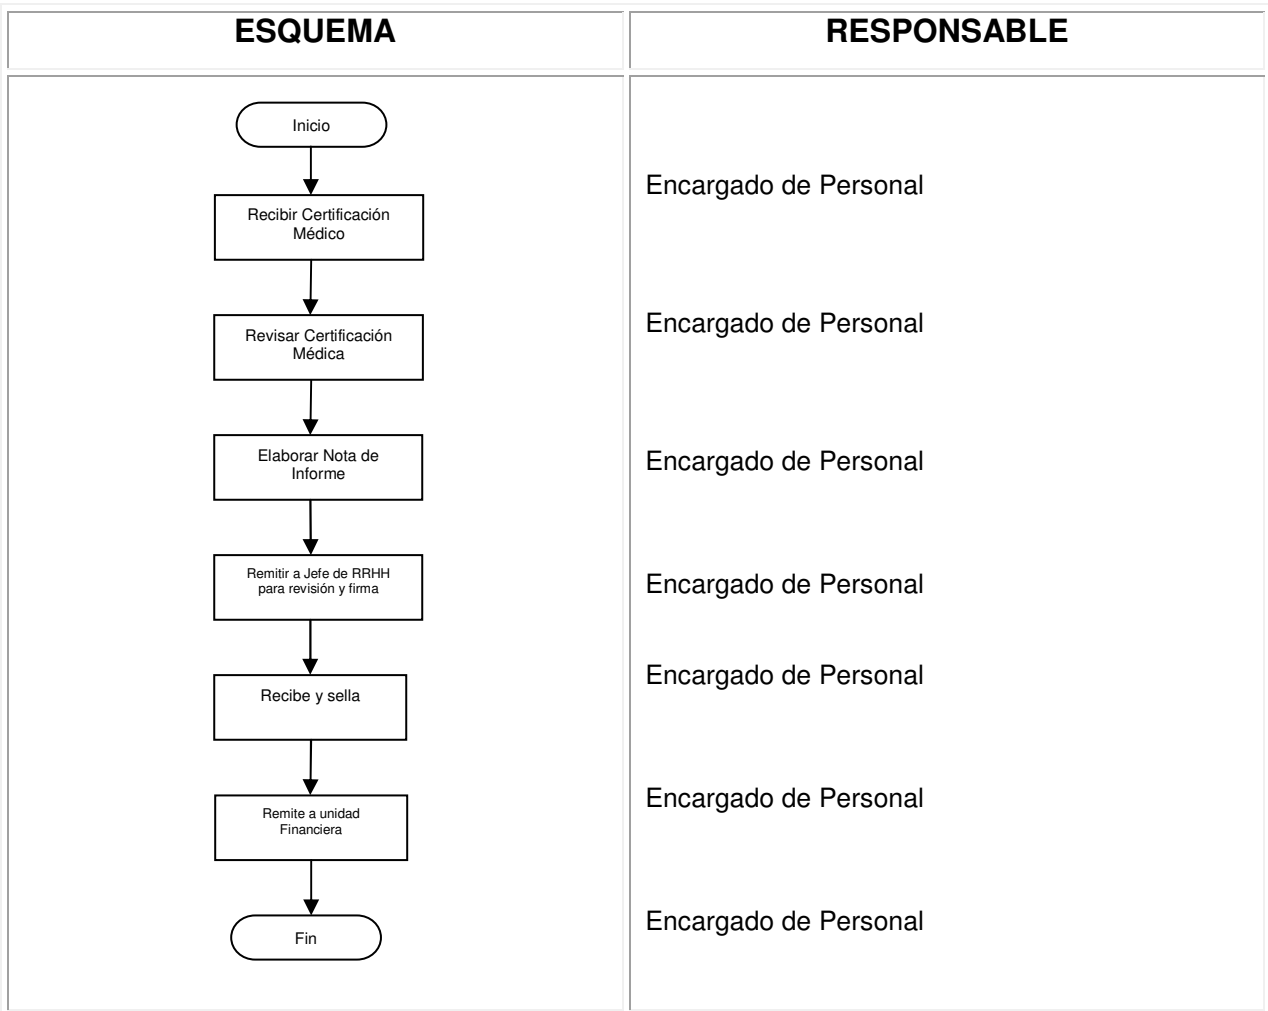 ESQUEMA
RESPONSABLE
Inicio
Encargado de Personal
Recibir Certificación
Médico
Encargado de Personal
Revisar Certificación
Médica
Encargado de Personal
Elaborar Nota de
Informe
Encargado de Personal
Remitir a Jefe de RRHH
para revisión y firma
Encargado de Personal
Recibe y sella
Encargado de Personal
Remite a unidad
Financiera
Encargado de Personal
Fin